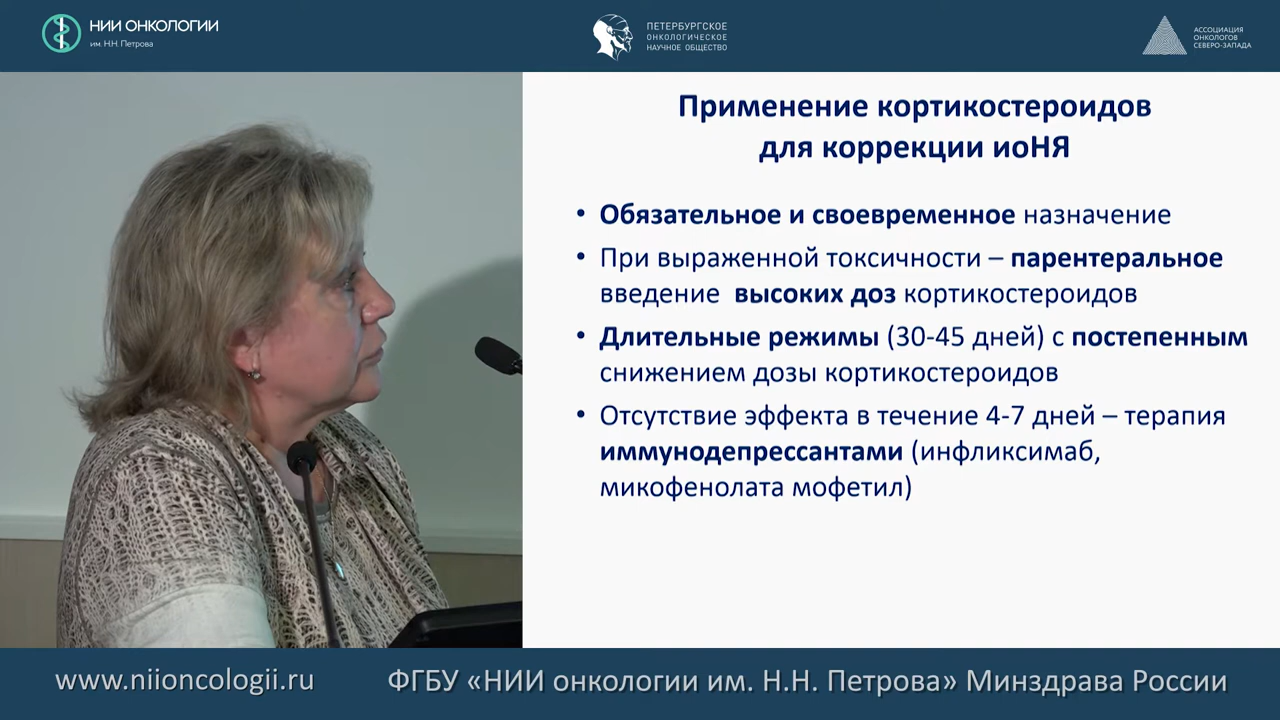 НИИ ОНКОЛОГИИ
им. Н.Н. Петрова
ПЕТЕРБУРГСКОЕ
ОНКОЛОГИЧЕСКОЕ
НАУЧНОЕ ОБЩЕСТВО
АССОЦИАЦИЯ
ОНКОЛОГОВ
СЕВЕРО-ЗАПАДА
Применение кортикостероидов
для коррекции иоНЯ
• Обязательное и своевременное назначение
• При выраженной токсичности – парентеральное
введение высоких доз кортикостероидов
• Длительные режимы (30-45 дней) с постепенным
снижением дозы кортикостероидов
• Отсутствие эффекта в течение 4-7 дней – терапия
иммунодепрессантами (инфликсимаб,
микофенолата мофетил)
www.niioncologii.ru
ФГБУ «НИИ онкологии им. Н.Н. Петрова» Минздрава России